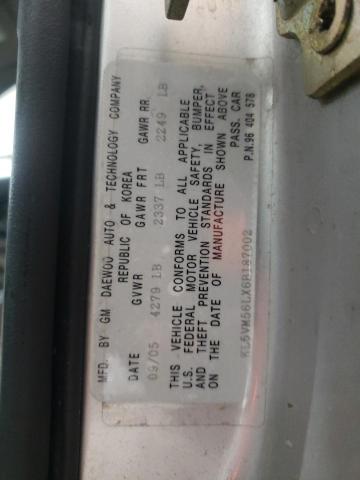 MFD. BY GM DAEWOO AUTO & TECHNOLOGY COMPANY
REPUBLIC OF KOREA
DATE GVWR GAWR FRT GAWR RR
09/05 4279 LB 2337 LB 2249 LB
THIS VEHICLE CONFORMS TO ALL APPLICABLE
U.S. FEDERAL MOTOR VEHICLE SAFETY, BUMPER,
AND THEFT PREVENTION STANDARDS IN EFFECT
ON THE DATE OF MANUFACTURE SHOWN ABOVE
KL5VM56LX6B187002 PASS. CAR
P.N. 96 404 578